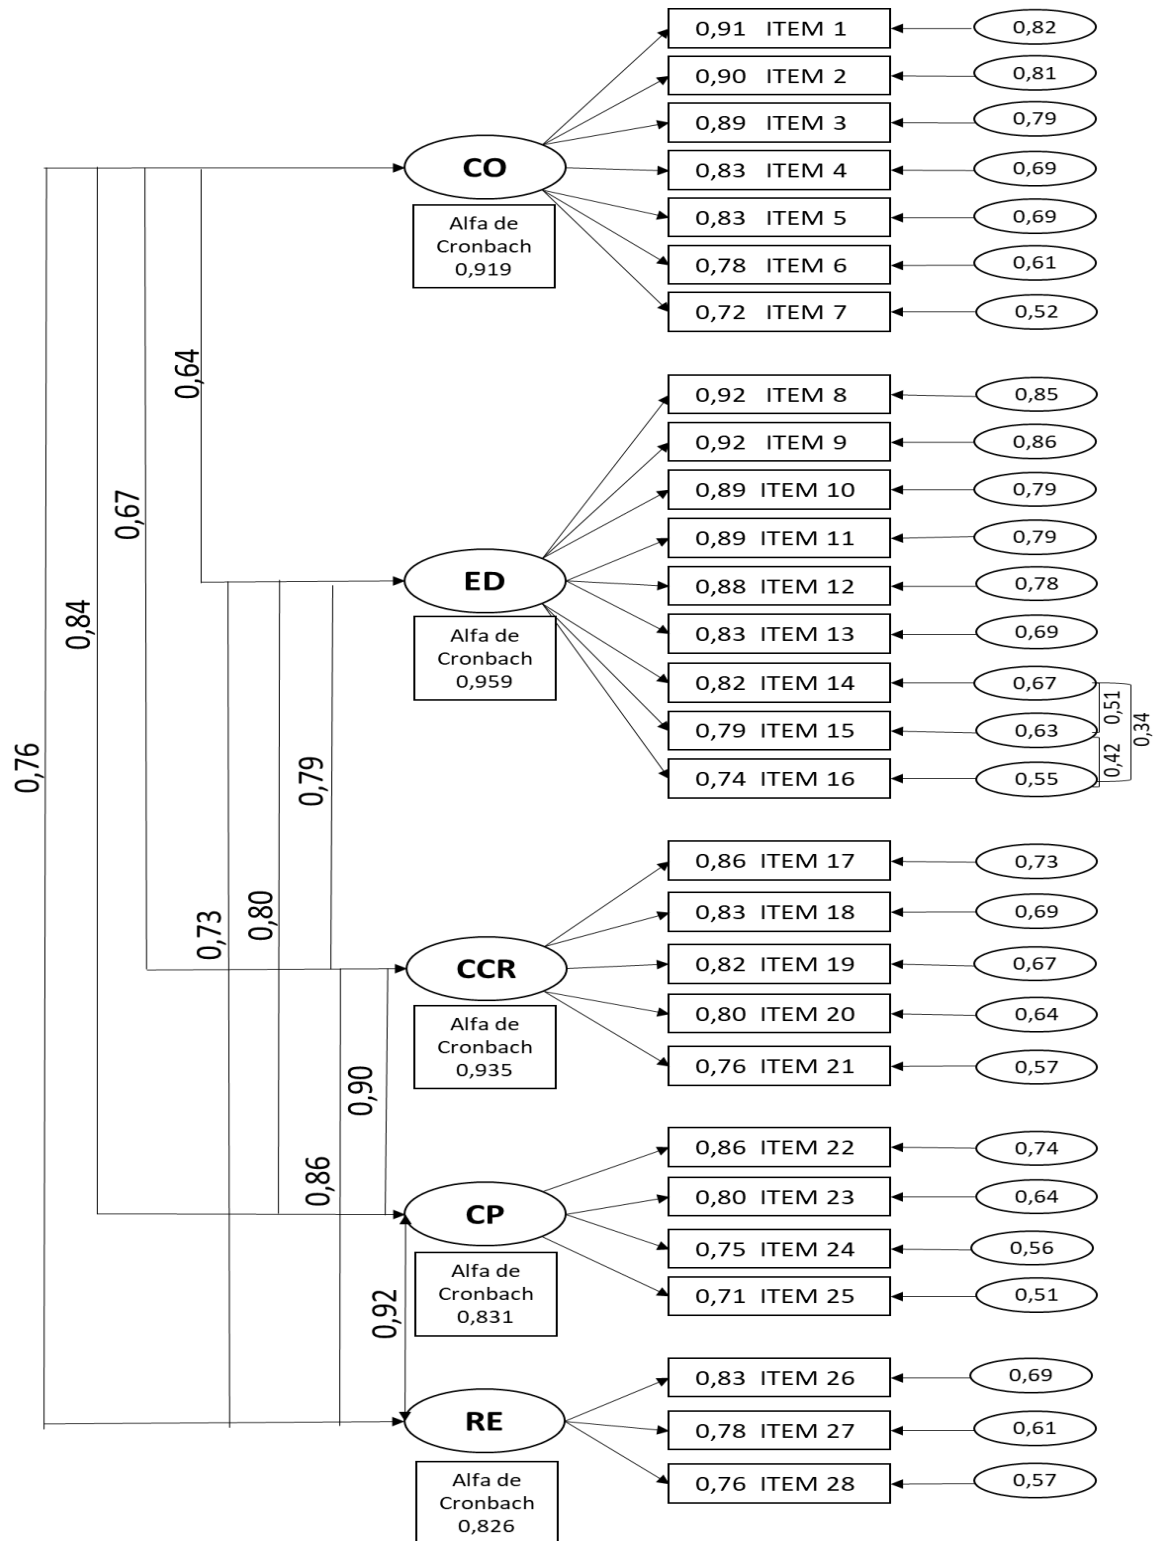 0,91 ITEM 1
0,82
0,90 ITEM 2
0,81
0,89 ITEM 3
0,79
CO
0,83 ITEM 4
0,69
Alfa de
Cronbach
0,919
0,83 ITEM 5
0,69
0,78 ITEM 6
0,61
0,72 ITEM 7
0,52
0,64
0,67
0,84
0,76
0,92 ITEM 8
0,85
0,92 ITEM 9
0,86
0,89 ITEM 10
0,79
0,89 ITEM 11
0,79
ED
0,88 ITEM 12
0,78
Alfa de
Cronbach
0,959
0,83 ITEM 13
0,69
0,82 ITEM 14
0,67
0,79 ITEM 15
0,63
0,74 ITEM 16
0,55
0,51
0,42
0,34
0,79
0,80
0,73
0,86 ITEM 17
0,73
0,83 ITEM 18
0,69
CCR
0,82 ITEM 19
0,67
Alfa de
Cronbach
0,935
0,80 ITEM 20
0,64
0,76 ITEM 21
0,57
0,90
0,86
0,86 ITEM 22
0,74
0,80 ITEM 23
0,64
CP
0,75 ITEM 24
0,56
Alfa de
Cronbach
0,831
0,71 ITEM 25
0,51
0,92
0,83 ITEM 26
0,69
RE
0,78 ITEM 27
0,61
0,76 ITEM 28
0,57
Alfa de
Cronbach
0,826